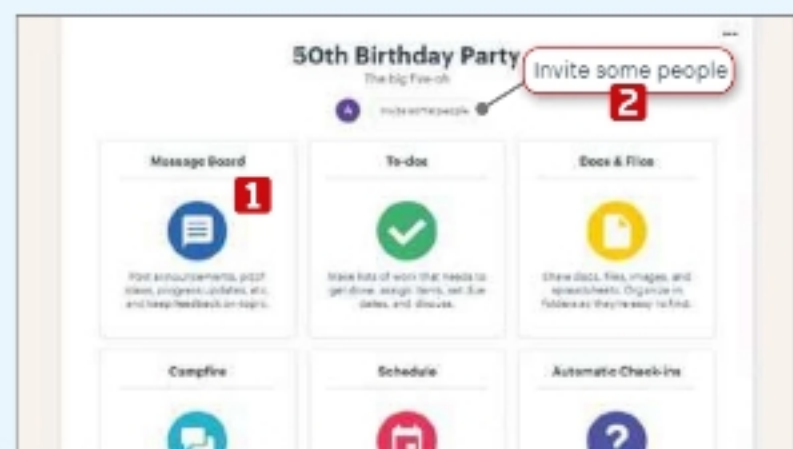 50th Birthday Party
The big Five-oh
Invite some people
2
A
Invite some people
Message Board
To-dos
Docs & Files
1
Post announcements, pitch
ideas, progress updates, etc.
and keep feedback on-topic.
Make lists of work that needs to
get done, assign items, set due
dates, and discuss.
Share docs, files, images, and
spreadsheets. Organize in
folders so they're easy to find.
Campfire
Schedule
Automatic Check-ins
?